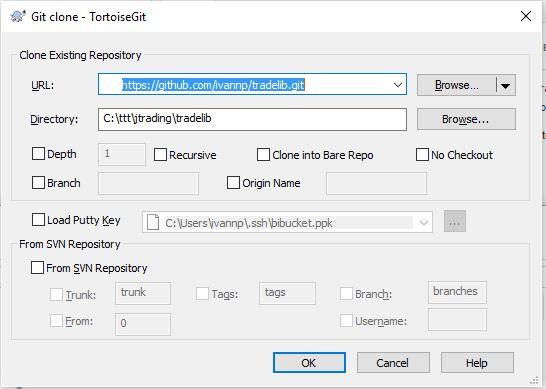 Git clone - TortoiseGit
Clone Existing Repository
URL: https://github.com/ivannp/tradelib.git Browse...
Directory: C:\ttt\jtrading\tradelib Browse...
Depth 1 Recursive Clone into Bare Repo No Checkout
Branch Origin Name
Load Putty Key C:\Users\ivannp\.ssh\bibucket.ppk ...
From SVN Repository
From SVN Repository
Trunk: trunk Tags: tags Branch: branches
From: 0 Username:
OK Cancel Help